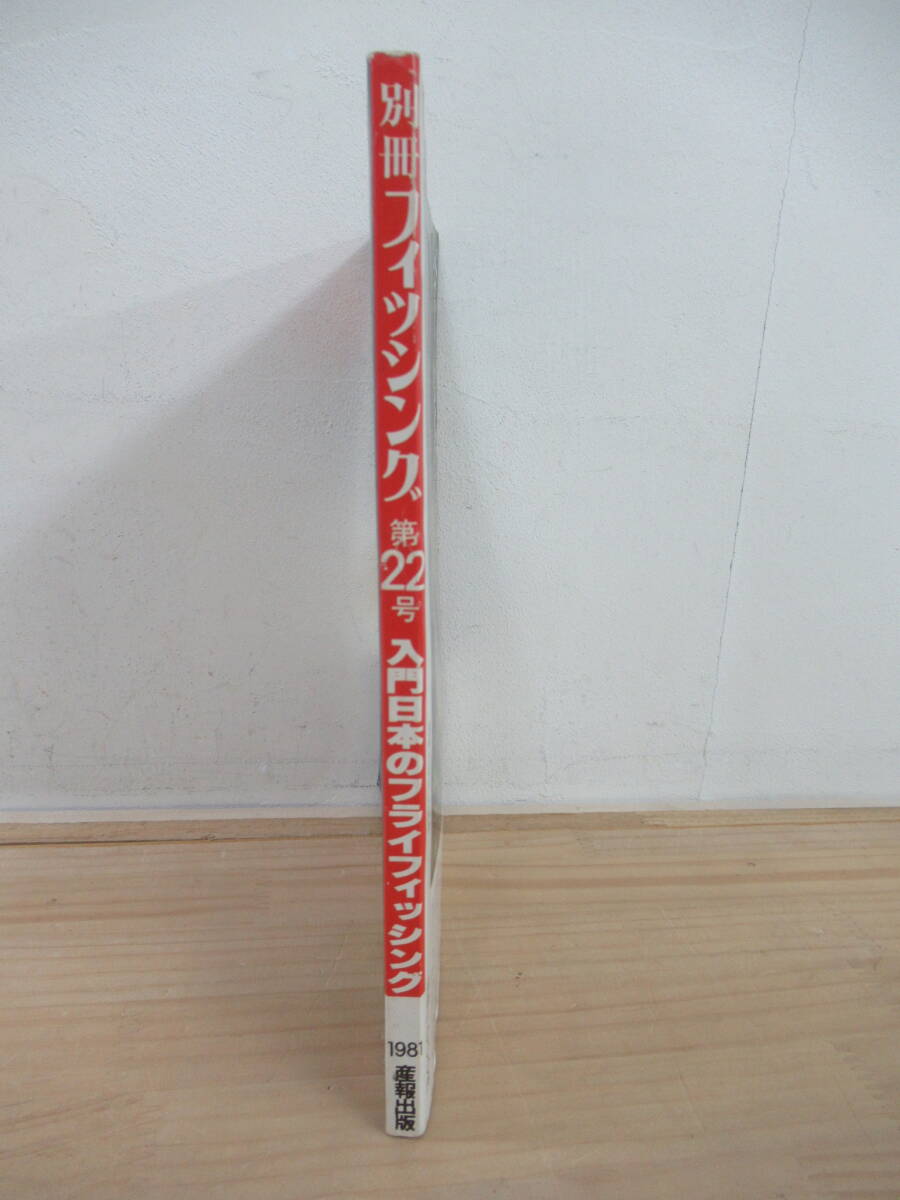 別冊フィッシング
第22号
入門日本のフライフィッシング
1981
産報出版